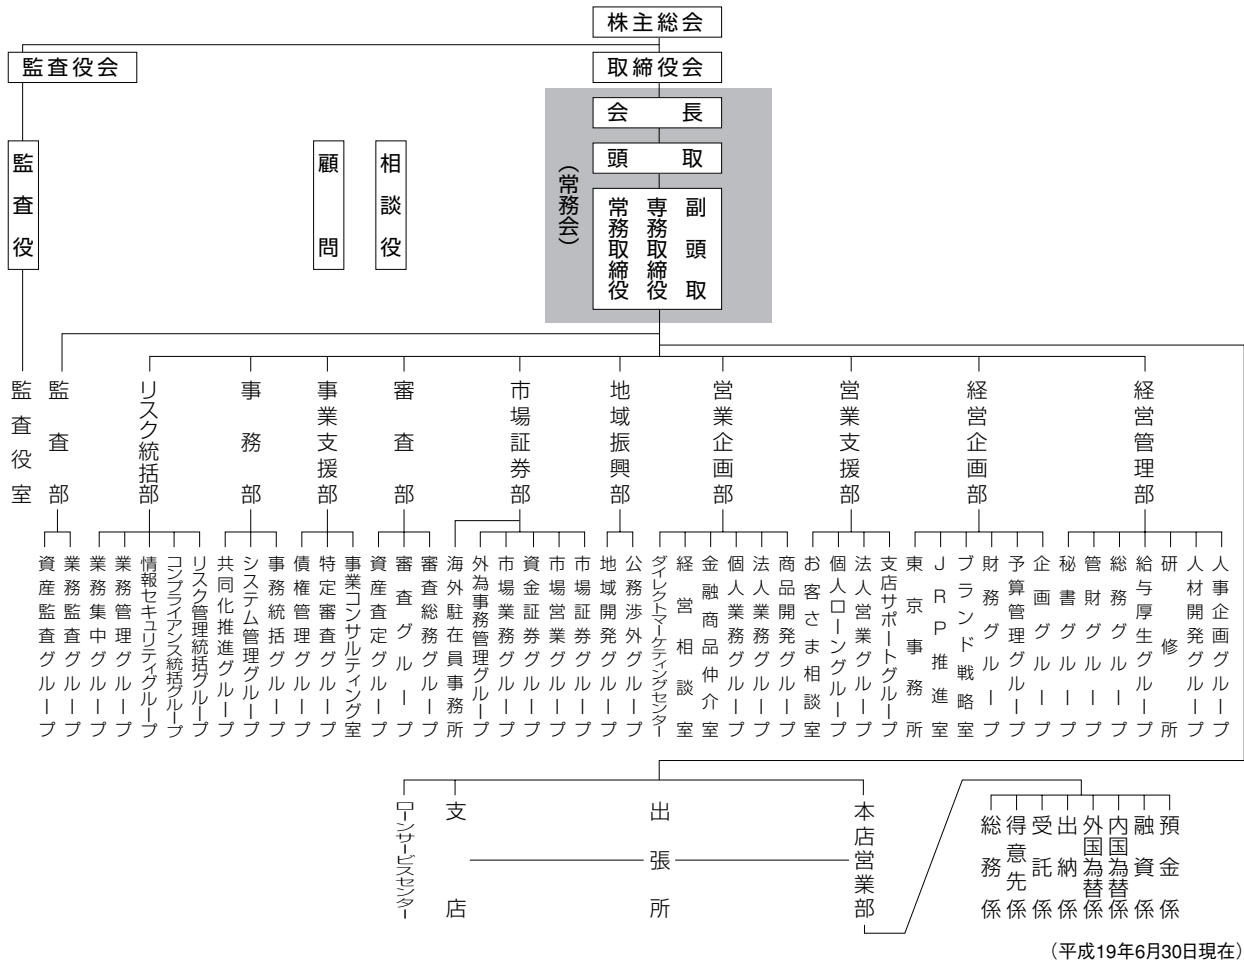 株主総会
監査役会
取締役会
会長
頭取
副頭取
専務取締役
常務取締役
（常務会）
相談役
顧問
監査役
経営管理部
経営企画部
営業支援部
営業企画部
地域振興部
市場証券部
審査部
事業支援部
事務部
リスク統括部
監査部
監査役室
人事企画グループ
人材開発グループ
研修所
給与厚生グループ
総務グループ
管財グループ
秘書グループ
企画グループ
予算管理グループ
財務グループ
ブランド戦略室
JRP推進室
東京事務所
支店サポートグループ
法人営業グループ
個人ローングループ
お客さま相談室
商品開発グループ
法人業務グループ
個人業務グループ
金融商品仲介室
経営相談室
ダイレクトマーケティングセンター
公務渉外グループ
地域開発グループ
市場証券グループ
市場営業グループ
資金証券グループ
市場業務グループ
外為事務管理グループ
海外駐在員事務所
審査総務グループ
審査グループ
資産査定グループ
事業コンサルティング室
特定審査グループ
債権管理グループ
事務統括グループ
システム管理グループ
共同化推進グループ
リスク管理統括グループ
コンプライアンス統括グループ
情報セキュリティグループ
業務管理グループ
業務集中グループ
業務監査グループ
資産監査グループ
本店営業部
出張所
支店
ローンサービスセンター
預金係
融資係
内国為替係
外国為替係
出納係
受託係
得意先係
総務係
（平成19年6月30日現在）